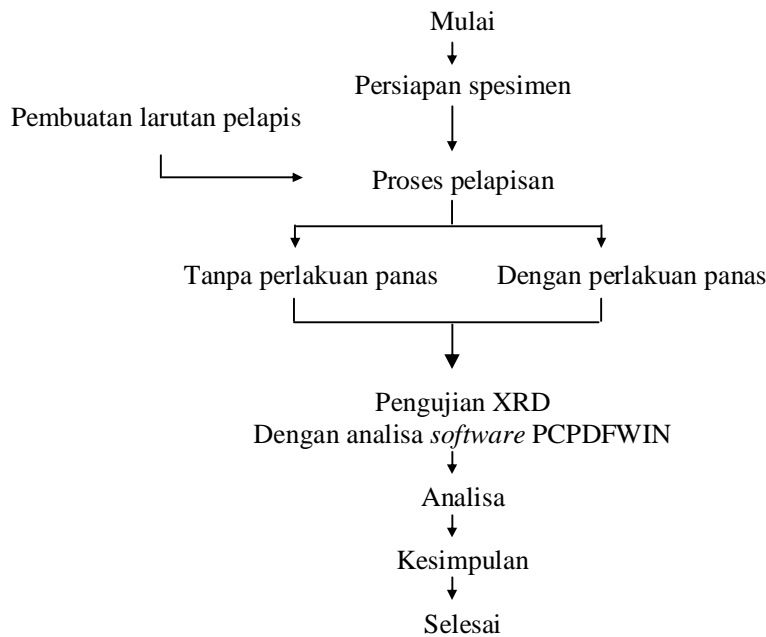 Mulai
Persiapan spesimen
Pembuatan larutan pelapis
Proses pelapisan
Tanpa perlakuan panas
Dengan perlakuan panas
Pengujian XRD
Dengan analisa software PCPDFWIN
Analisa
Kesimpulan
Selesai